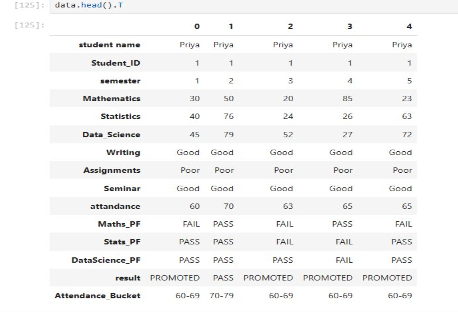 [125]: data.head().T
[125]:
0 1 2 3 4
student name Priya Priya Priya Priya Priya
Student_ID 1 1 1 1 1
semester 1 2 3 4 5
Mathematics 30 50 20 85 23
Statistics 40 76 24 26 63
Data_Science 45 79 52 27 72
Writing Good Good Good Good Good
Assignments Poor Poor Poor Poor Poor
Seminar Good Good Good Good Good
attandance 60 70 63 65 65
Maths_PF FAIL PASS FAIL PASS FAIL
Stats_PF PASS PASS FAIL FAIL PASS
DataScience_PF PASS PASS PASS FAIL PASS
result PROMOTED PASS PROMOTED PROMOTED PROMOTED
Attendance_Bucket 60-69 70-79 60-69 60-69 60-69